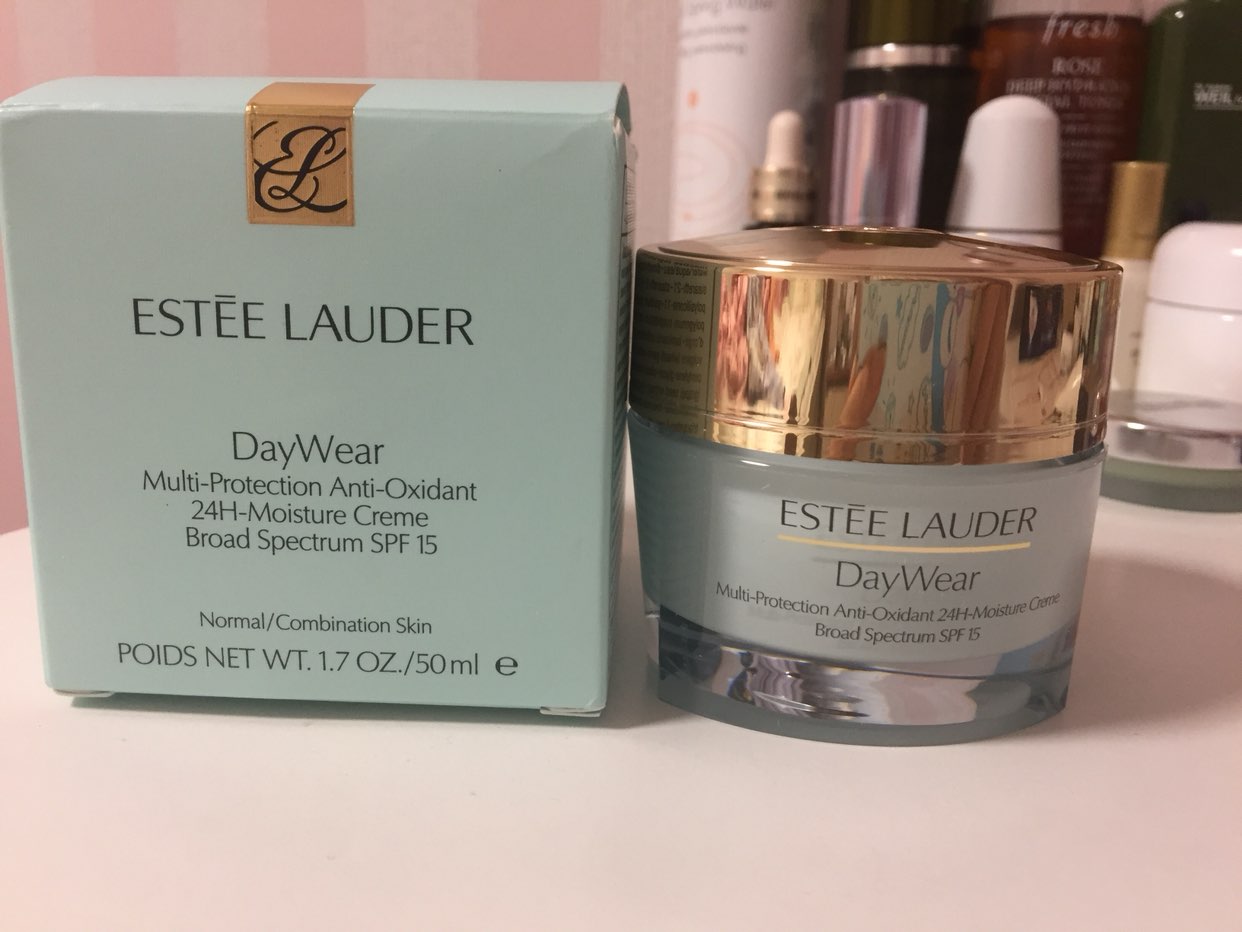 EL
ESTĒE LAUDER
DayWear
Multi-Protection Anti-Oxidant
24H-Moisture Creme
Broad Spectrum SPF 15
Normal/Combination Skin
POIDS NET WT. 1.7 OZ./50 ml e
ESTĒE LAUDER
DayWear
Multi-Protection Anti-Oxidant 24H-Moisture Creme
Broad Spectrum SPF 15
fresh
ROSE
DEEP HYDRATION